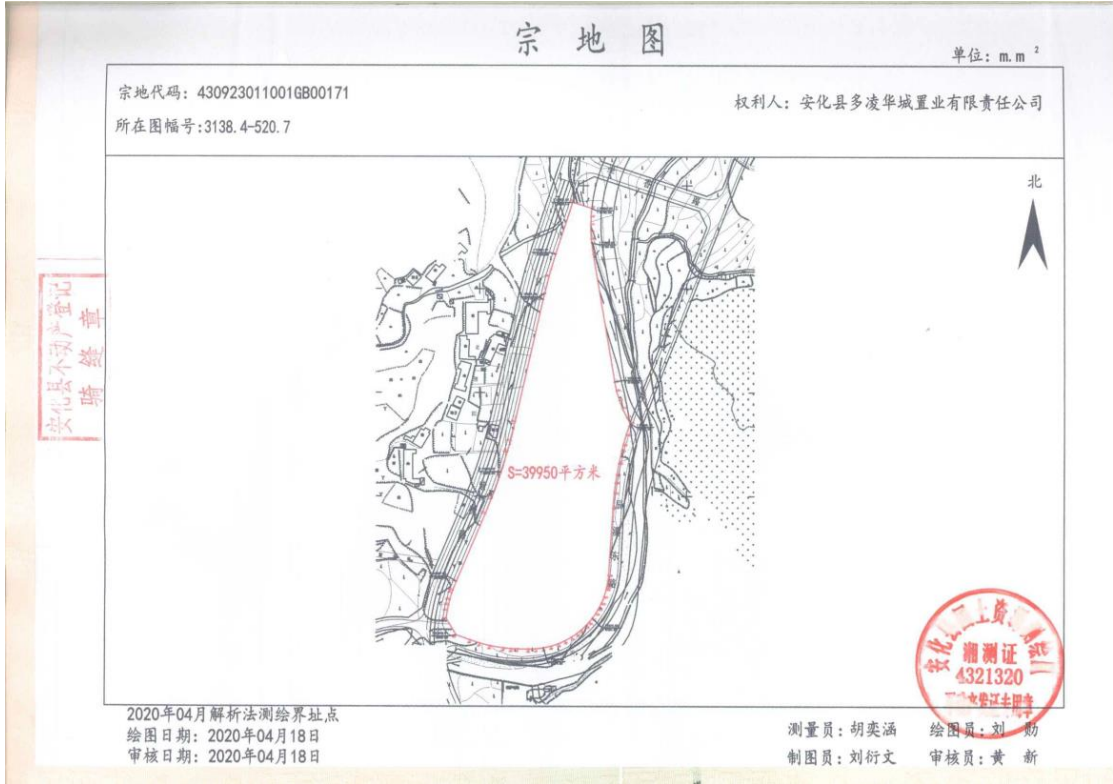 宗地图
单位: m.m²
宗地代码: 430923011001GB00171
权利人: 安化县多凌华城置业有限责任公司
所在图幅号:3138.4-520.7
北
安化县不动产登记
骑缝章
S=39950平方米
湘测证
4321320
2020年04月解析法测绘界址点
绘图日期: 2020年04月18日
审核日期: 2020年04月18日
测量员: 胡奕涵
绘图员: 刘 勋
制图员: 刘衍文
审核员: 黄 新